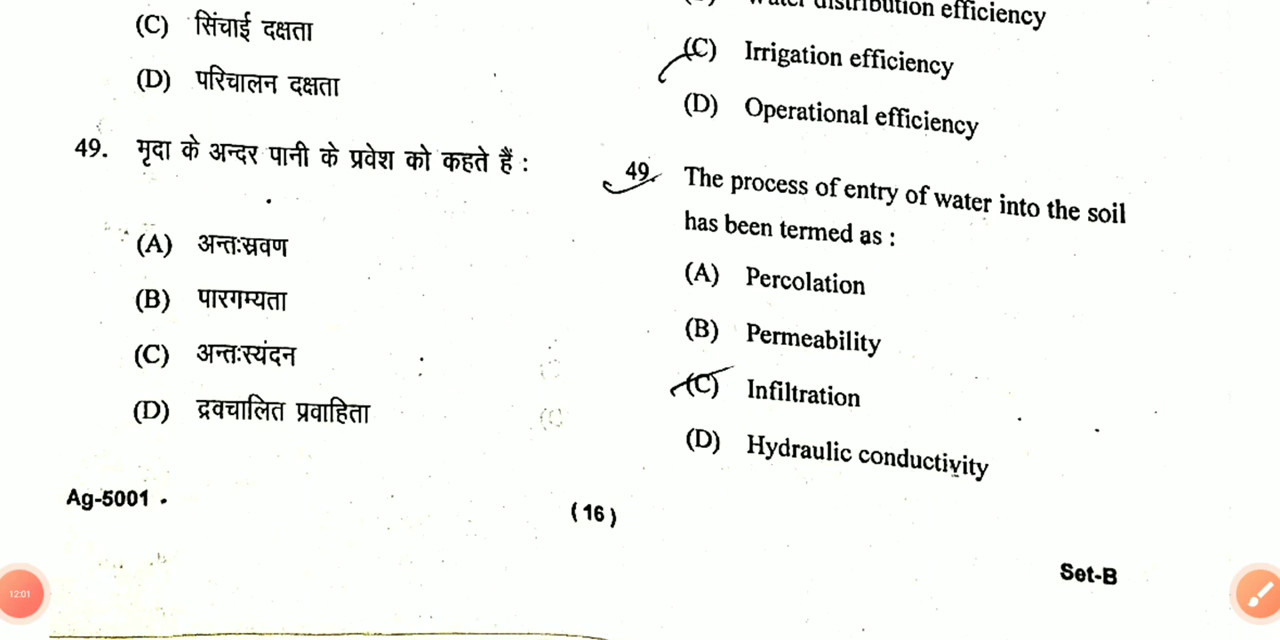 (C) सिंचाई दक्षता
(D) परिचालन दक्षता
49. मृदा के अन्दर पानी के प्रवेश को कहते हैं :
(A) अन्तःस्रवण
(B) पारगम्यता
(C) अन्तःस्यंदन
(D) द्रवचालित प्रवाहिता
distribution efficiency
(C) Irrigation efficiency
(D) Operational efficiency
49. The process of entry of water into the soil
has been termed as :
(A) Percolation
(B) Permeability
(C) Infiltration
(D) Hydraulic conductivity
Ag-5001
(16)
Set-B
12:01